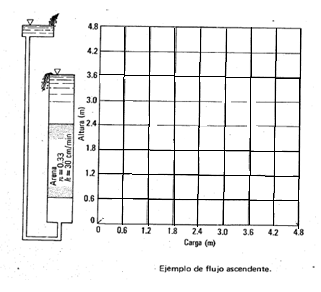 4.8
4.2
3.6
3.0
2.4
1.8
1.2
0.6
0
Altura (m)
Arena
n = 0.33
k = 30 cm/min
0 0.6 1.2 1.8 2.4 3.0 3.6 4.2 4.8
Carga (m)
Ejemplo de flujo ascendente.